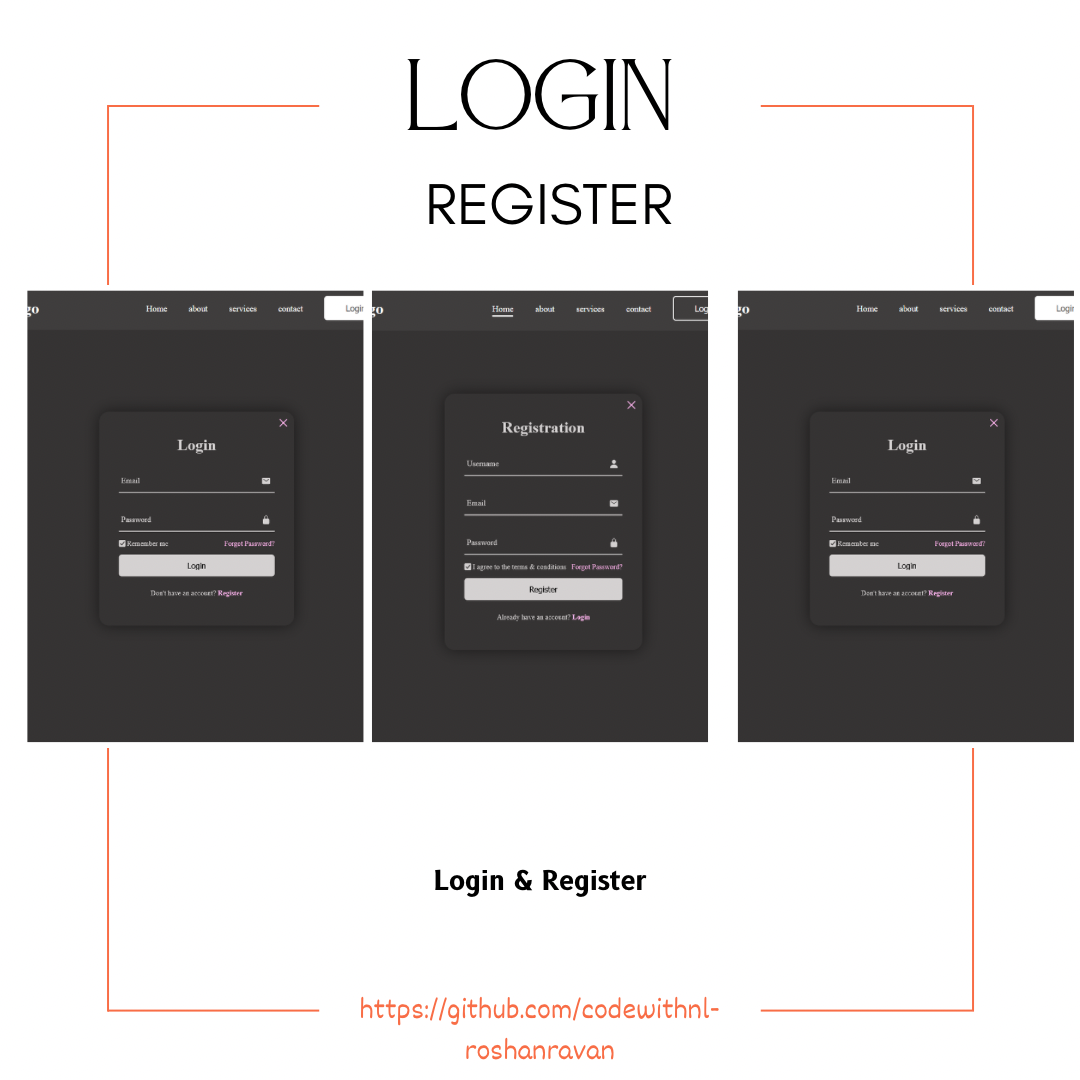 LOGIN
REGISTER
go Home about services contact Login
Login
Email
Password
Remember me Forgot Password?
Login
Don't have an account? Register
go Home about services contact Log
Registration
Username
Email
Password
I agree to the terms & conditions Forgot Password?
Register
Already have an account? Login
go Home about services contact Login
Login
Email
Password
Remember me Forgot Password?
Login
Don't have an account? Register
Login & Register
https://github.com/codewithnl-
roshanravan